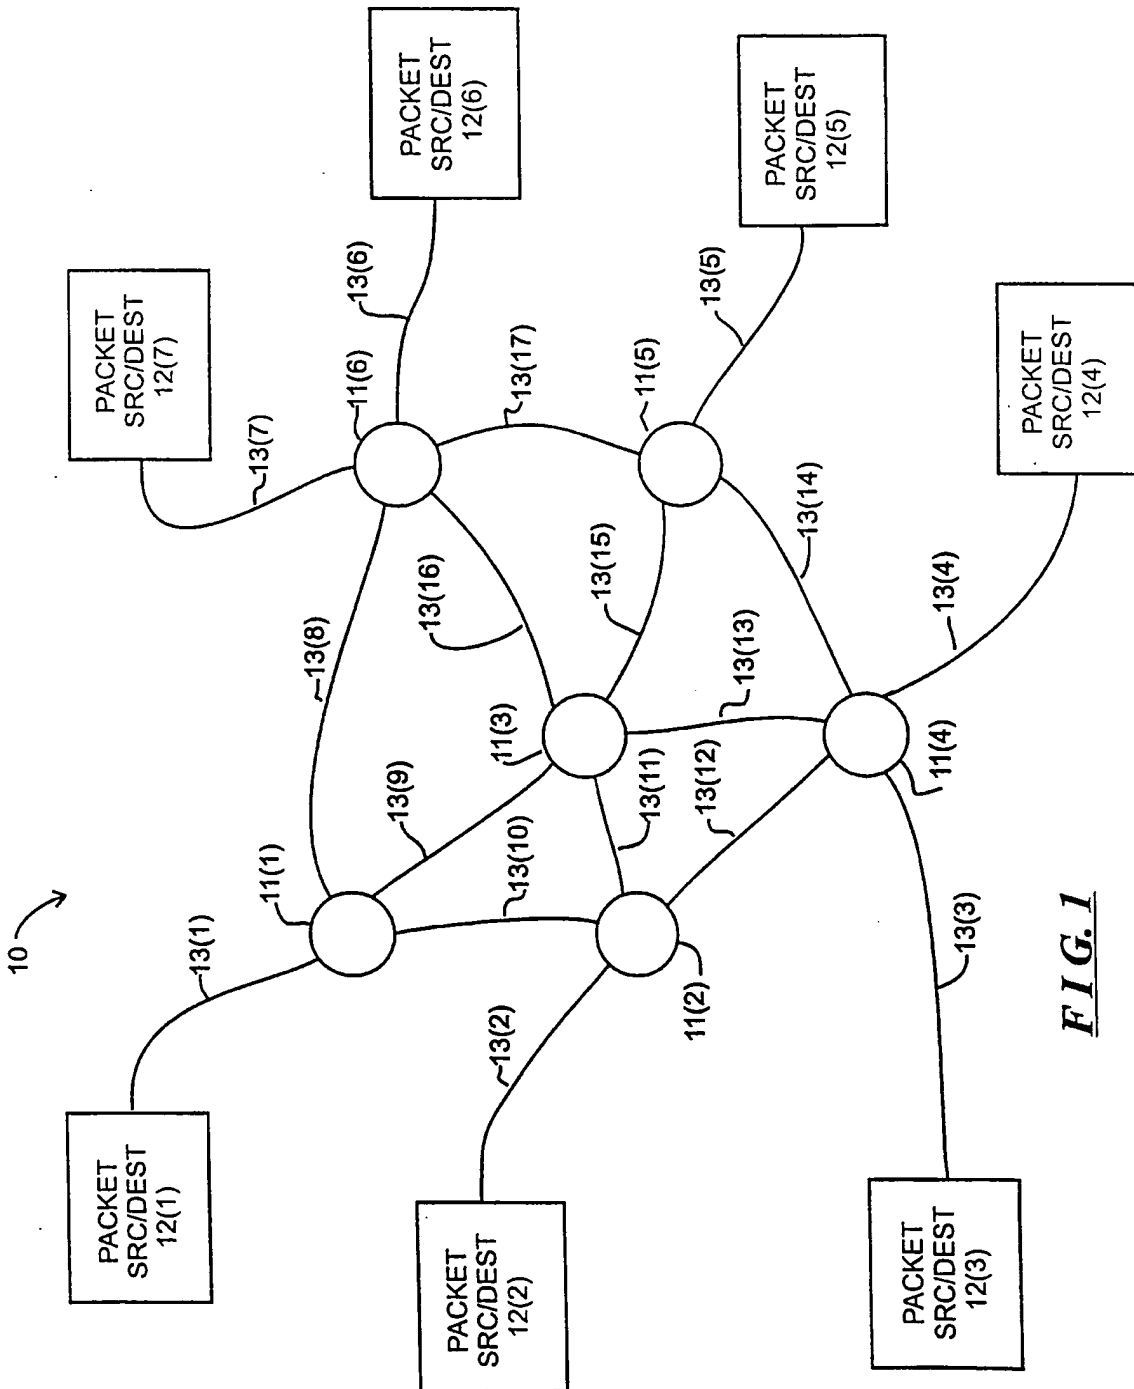 10
PACKET
SRC/DEST
12(1)
13(1)
11(1)
13(8)
13(7)
PACKET
SRC/DEST
12(7)
11(6)
13(6)
PACKET
SRC/DEST
12(6)
13(9)
13(16)
13(10)
11(3)
13(17)
PACKET
SRC/DEST
12(2)
13(2)
11(2)
13(11)
13(15)
11(5)
13(5)
PACKET
SRC/DEST
12(5)
13(12)
13(13)
13(14)
PACKET
SRC/DEST
12(3)
13(3)
11(4)
13(4)
PACKET
SRC/DEST
12(4)
FIG. 1